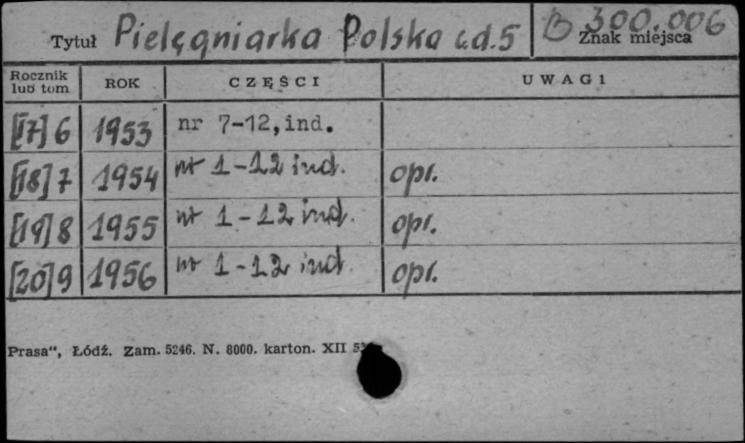 Tytuł Pielęgniarka Polska c.d.5 B 300.006 Znak miejsca
Rocznik lub tom ROK CZĘŚCI UWAGI
[17] 6 1953 nr 7-12, ind.
[18] 7 1954 nr 1-12 ind. opr.
[19] 8 1955 nr 1-12 ind. opr.
[20] 9 1956 nr 1-12 ind. opr.
Prasa“, Łódź. Zam. 5246. N. 8000. karton. XII